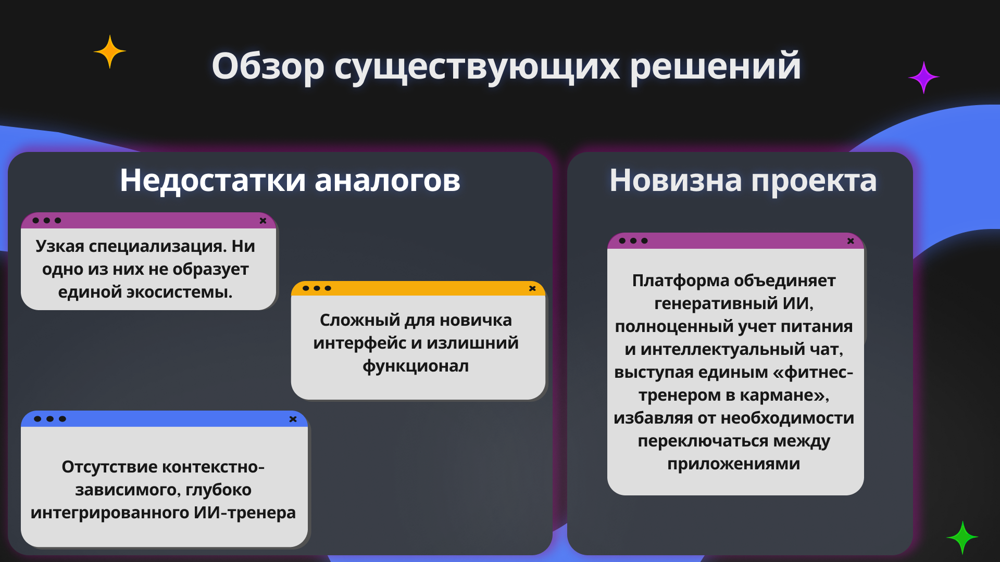 Обзор существующих решений
Недостатки аналогов
Узкая специализация. Ни
одно из них не образует
единой экосистемы.
Сложный для новичка
интерфейс и излишний
функционал
Отсутствие контекстно-
зависимого, глубоко
интегрированного ИИ-тренера
Новизна проекта
Платформа объединяет
генеративный ИИ,
полноценный учет питания
и интеллектуальный чат,
выступая единым «фитнес-
тренером в кармане»,
избавляя от необходимости
переключаться между
приложениями